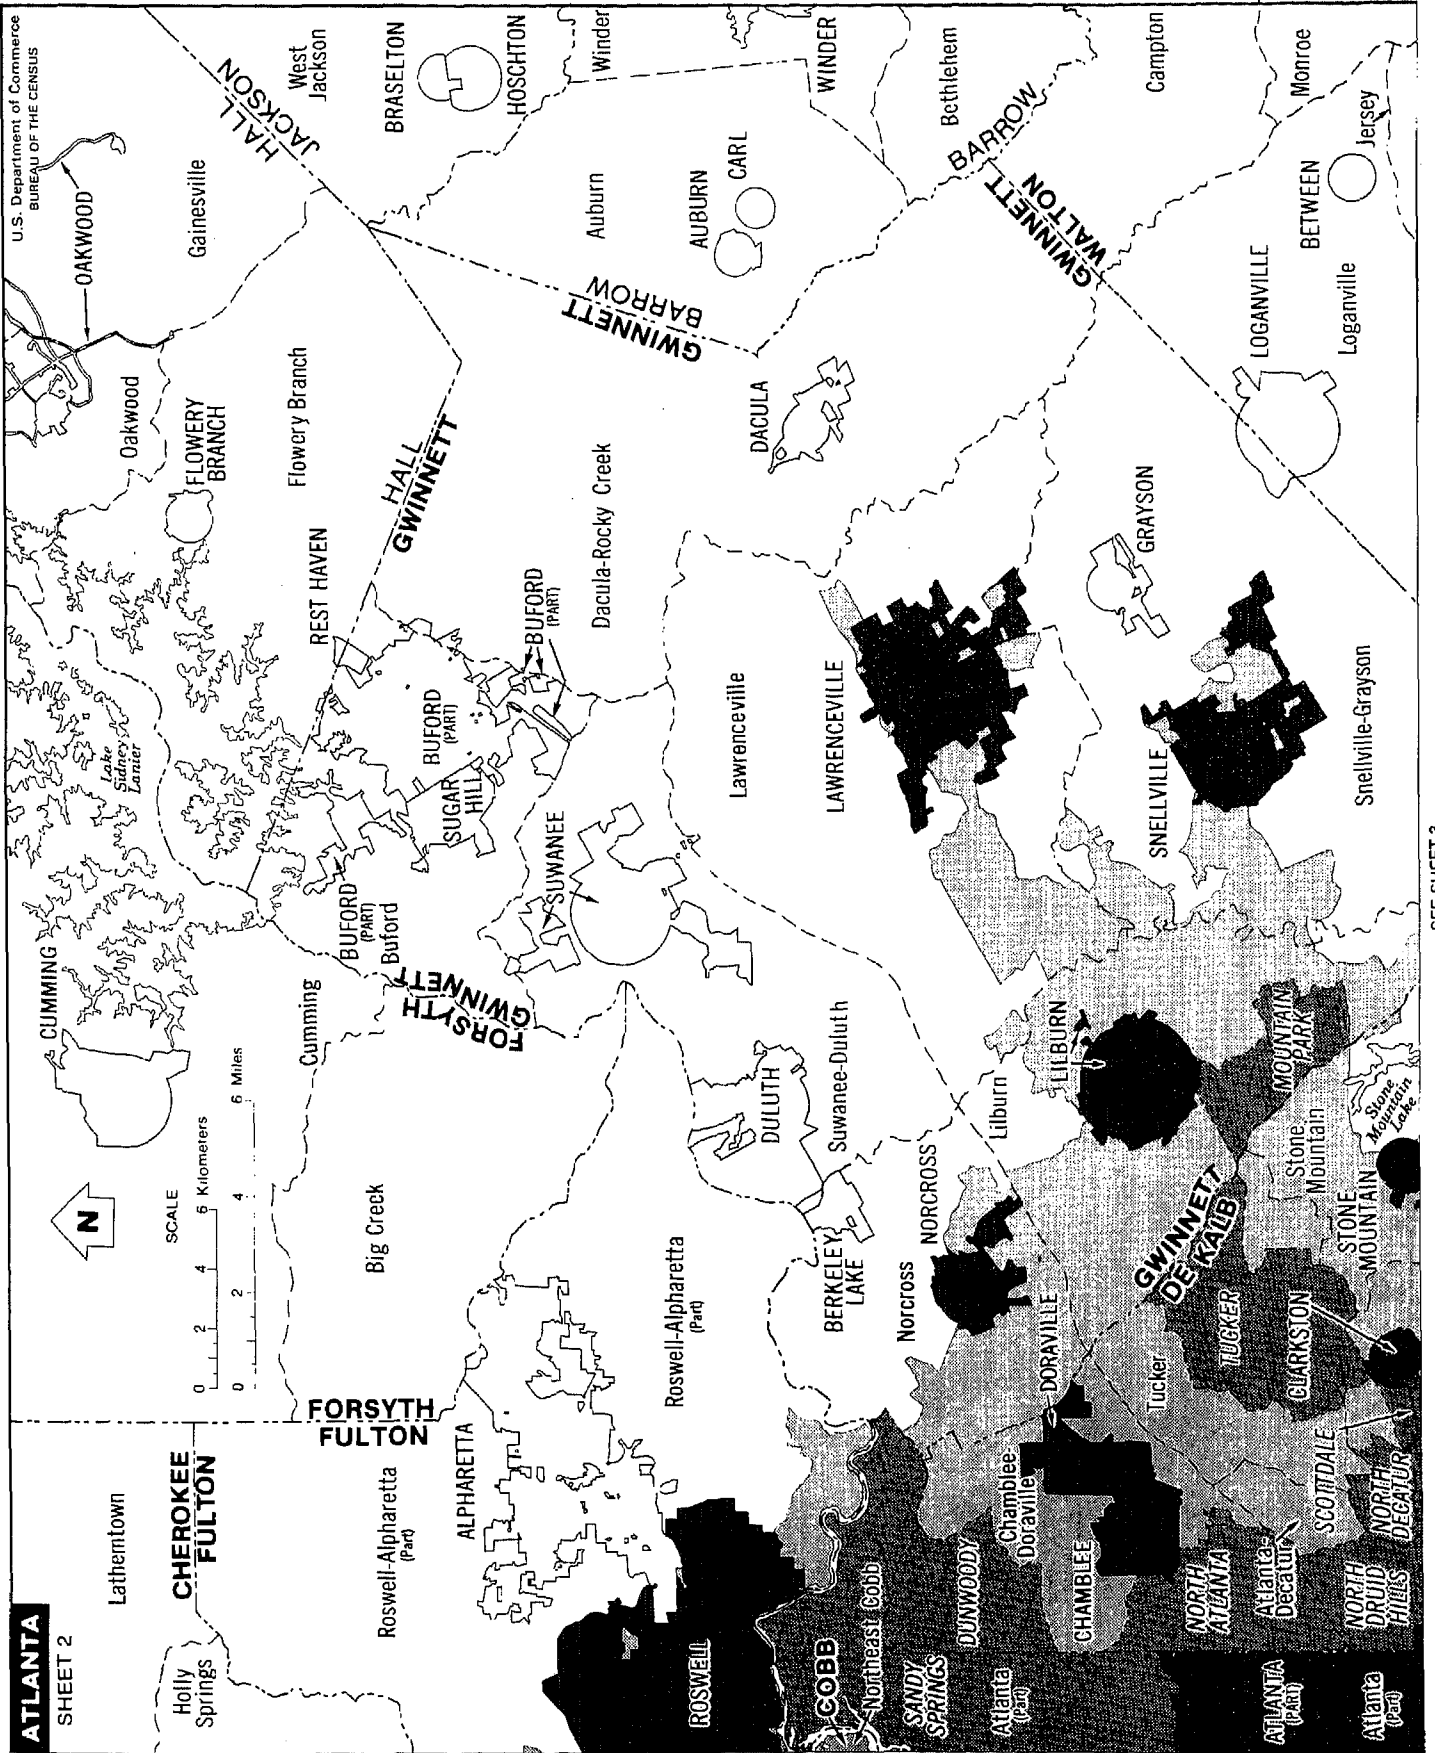 ATLANTA
SHEET 2
U.S. Department of Commerce
BUREAU OF THE CENSUS
Holly
Springs
Lathemtown
CHEROKEE
FULTON
FORSYTH
FULTON
N
SCALE
0 2 4 6 Kilometers
0 2 4 6 Miles
CUMMING
Cumming
Lake
Sidney
Lanier
Oakwood
OAKWOOD
FLOWERY
BRANCH
Flowery Branch
Gainesville
HALL
JACKSON
West
Jackson
BRASELTON
HOSCHTON
Winder
WINDER
Roswell-Alpharetta
(Part)
ALPHARETTA
Big Creek
FORSYTH
GWINNETT
BUFORD
(PART)
Buford
REST HAVEN
HALL
GWINNETT
BUFORD
(PART)
SUGAR
HILL
BUFORD
(PART)
SUWANEE
Dacula-Rocky Creek
GWINNETT
BARROW
Auburn
AUBURN
CARL
Bethlehem
BARROW
Campton
Monroe
Jersey
BETWEEN
GWINNETT
WALTON
LOGANVILLE
Loganville
DACULA
GRAYSON
Lawrenceville
LAWRENCEVILLE
SNELLVILLE
Snellville-Grayson
Roswell-Alpharetta
(Part)
ROSWELL
DULUTH
Suwanee-Duluth
BERKELEY
LAKE
NORCROSS
Norcross
Lilburn
LILBURN
MOUNTAIN
PARK
Stone
Mountain
Lake
Stone
Mountain
STONE
MOUNTAIN
GWINNETT
DE KALB
TUCKER
Tucker
CLARKSTON
DORAVILLE
Chamblee-
Doraville
CHAMBLEE
DUNWOODY
COBB
Northeast Cobb
SANDY
SPRINGS
Atlanta
(Part)
NORTH
ATLANTA
Atlanta-
Decatur
SCOTTDALE
NORTH
DECATUR
NORTH
DRUID
HILLS
ATLANTA
(PART)
Atlanta
(Part)